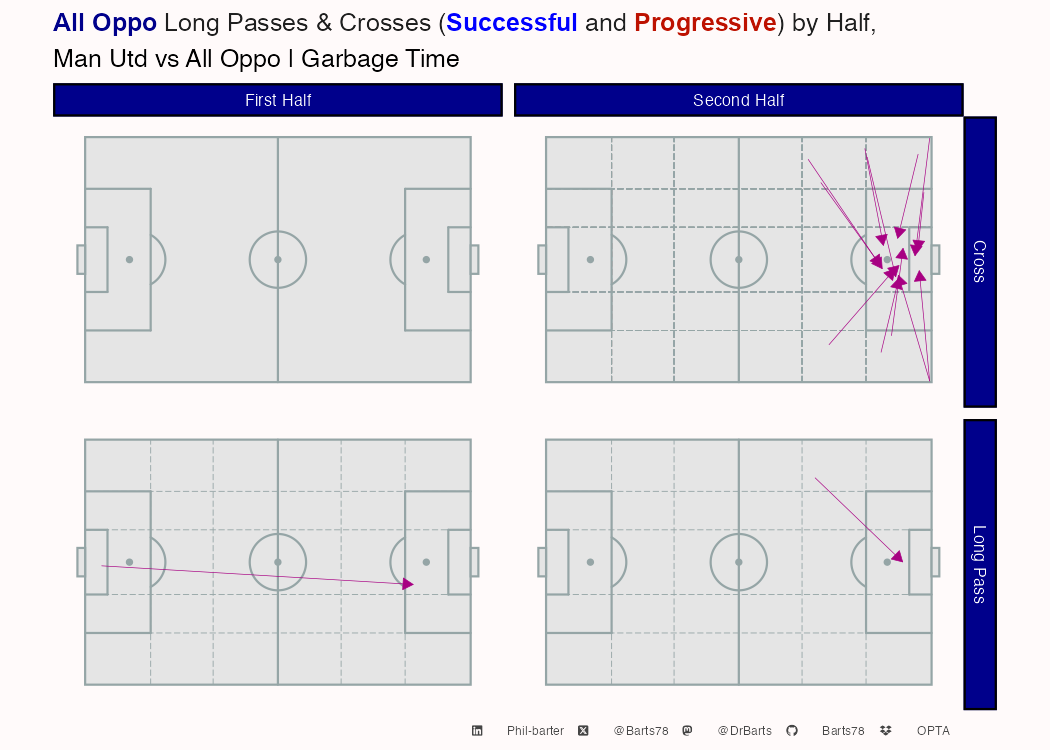 All Oppo Long Passes & Crosses (Successful and Progressive) by Half,
Man Utd vs All Oppo | Garbage Time
First Half
Second Half
Cross
Long Pass
Phil-barter @Barts78 @DrBarts Barts78 OPTA